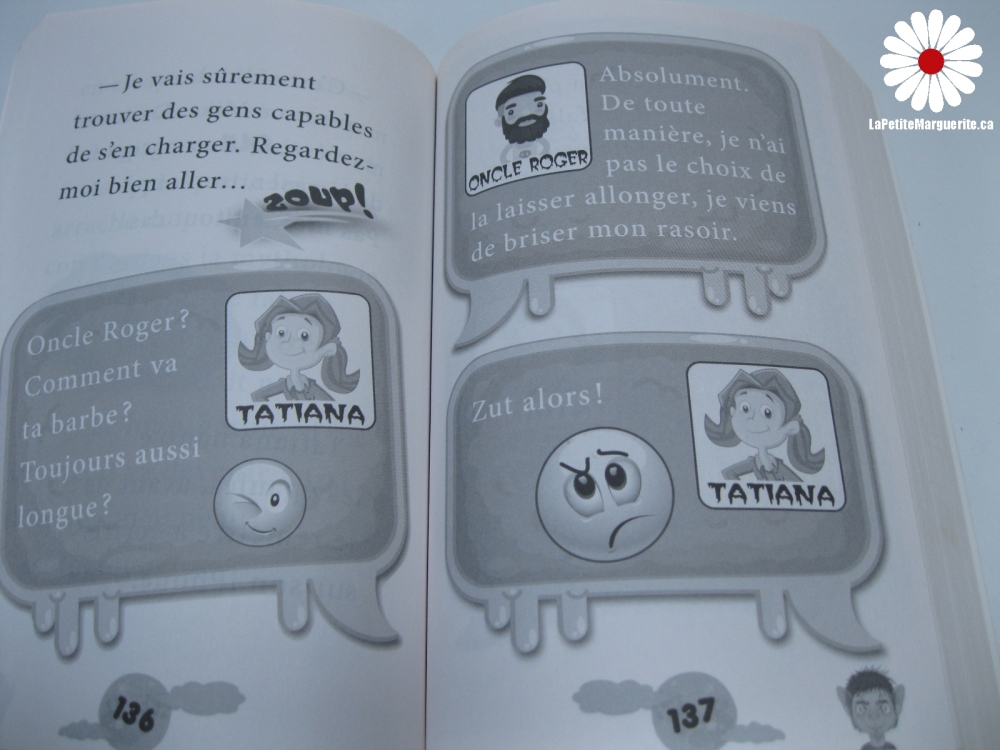 — Je vais sûrement
trouver des gens capables
de s'en charger. Regardez-
moi bien aller...
ZOUP!
Oncle Roger ?
Comment va
ta barbe ?
Toujours aussi
longue ?
TATIANA
136
Absolument.
De toute
manière, je n'ai
pas le choix de
la laisser allonger, je viens
de briser mon rasoir.
ONCLE ROGER
Zut alors !
TATIANA
137
LaPetiteMarguerite.ca